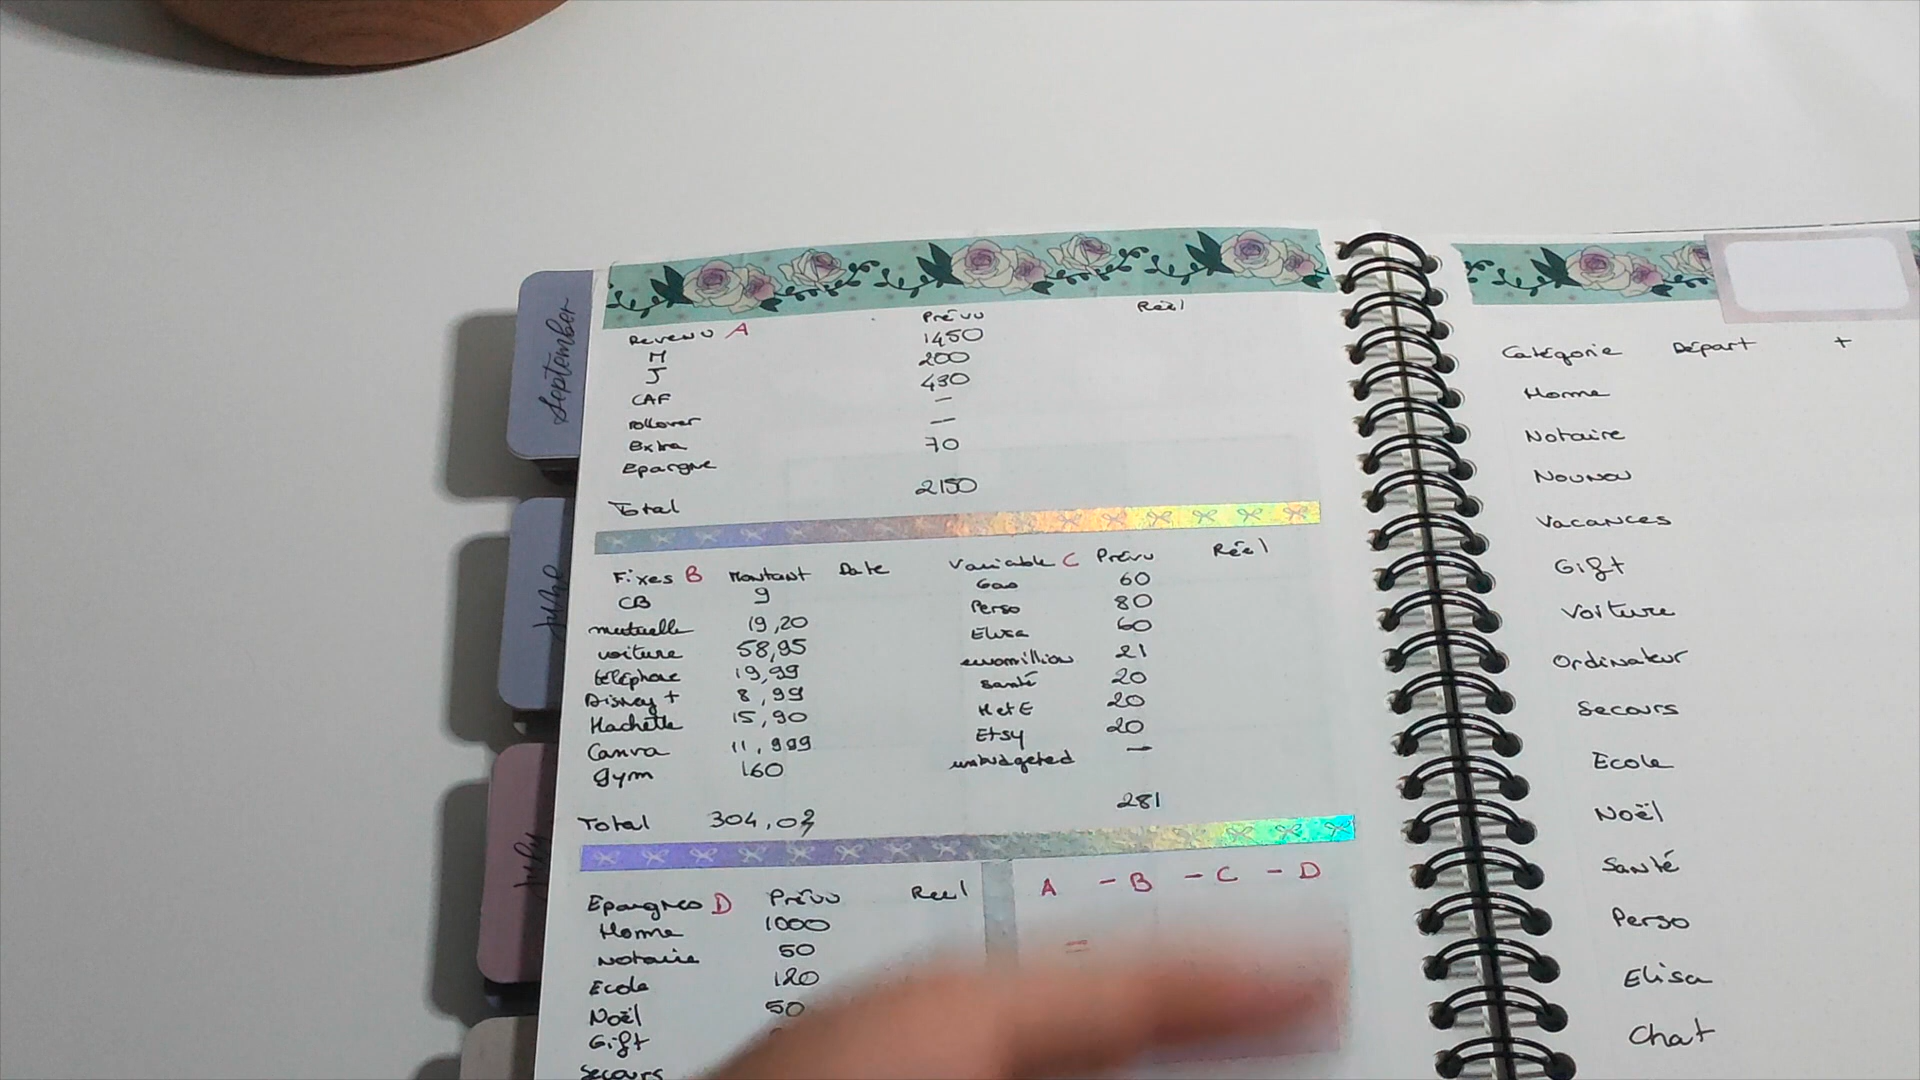 September
July
Revenu A Prévu Réel
M 1450
J 200
CAF 430
rollover —
Extra —
Epargne 70
Total 2150
Fixes B Montant Date
CB 9
mutuelle 19,20
voiture 58,95
téléphone 19,99
Disney + 8,99
Hachette 15,90
Canva 11,999
gym 160
Total 304,02
Variable C Prévu Réel
Gas 60
Perso 80
Elisa 60
euromillion 21
Santé 20
M et E 20
Etsy 20
unbudgeted —
281
Epargnes D Prévu Réel
Home 1000
Notaire 50
Ecole 120
Noël 50
Gift
Secours
A - B - C - D
=
Catégorie Départ +
Home
Notaire
Nounou
Vacances
Gift
Voiture
Ordinateur
Secours
Ecole
Noël
Santé
Perso
Elisa
Chat